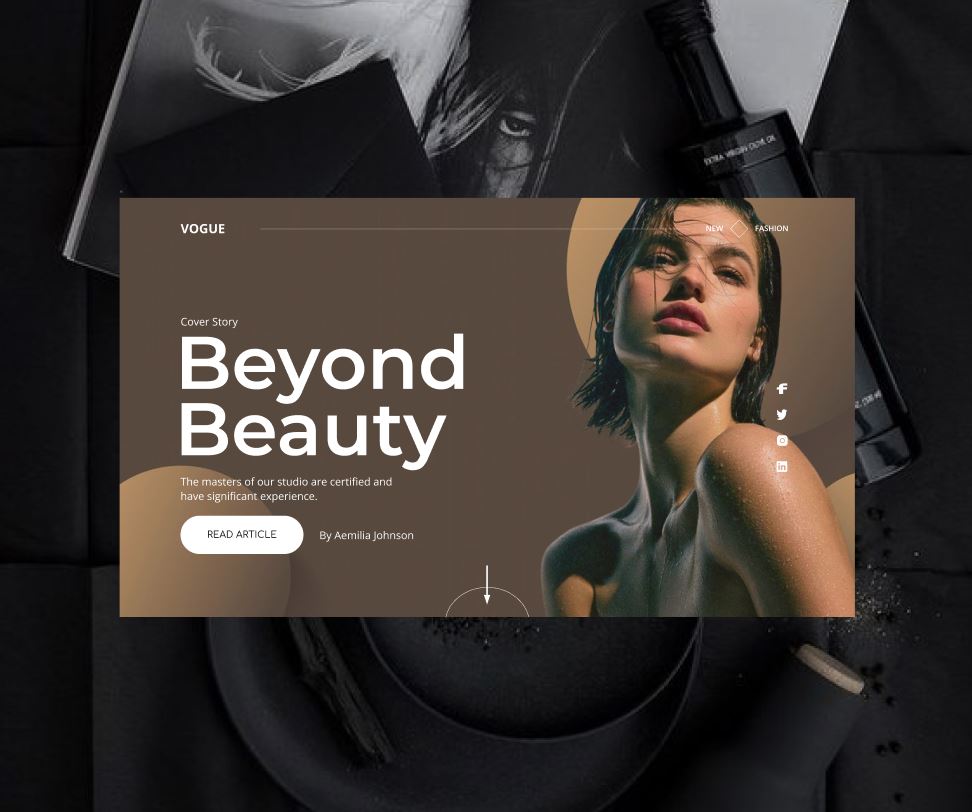 EXTRA VIRGIN OLIVE OIL
VOGUE
NEW
FASHION
Cover Story
Beyond
Beauty
The masters of our studio are certified and
have significant experience.
READ ARTICLE
By Aemilia Johnson